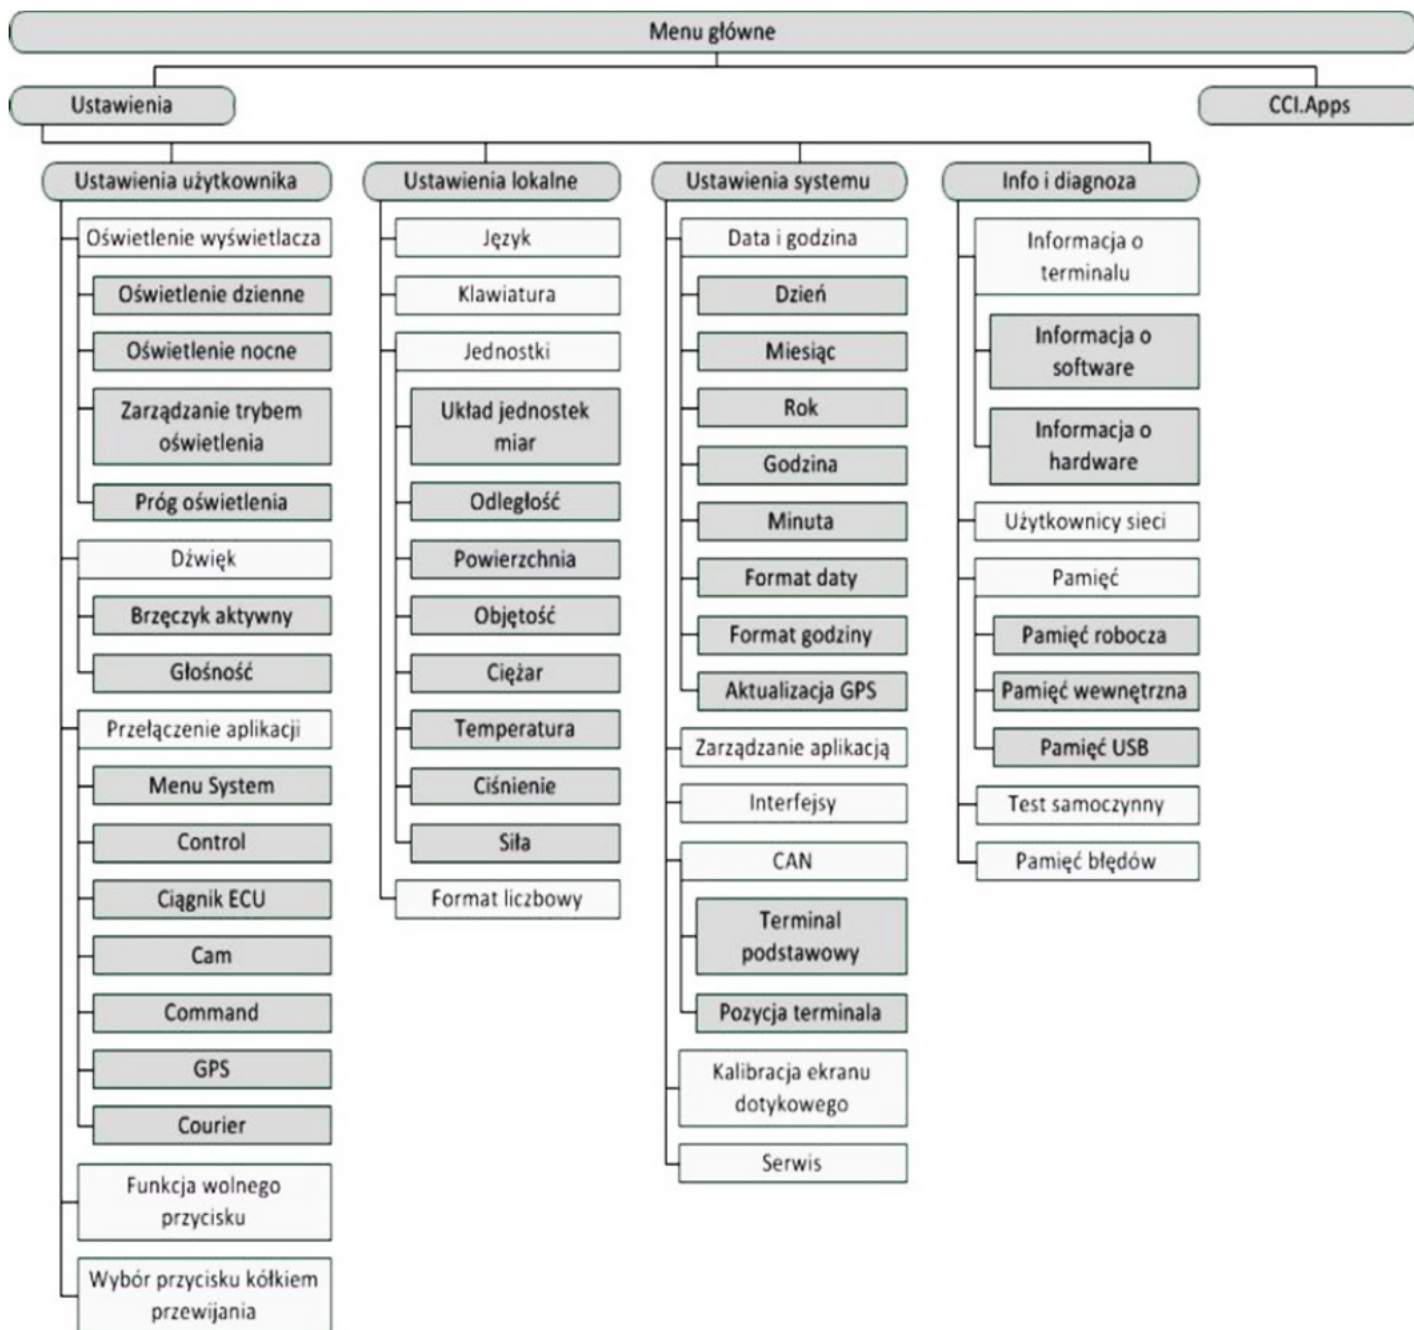 Menu główne
Ustawienia
CCI.Apps
Ustawienia użytkownika
Oświetlenie wyświetlacza
Oświetlenie dzienne
Oświetlenie nocne
Zarządzanie trybem
oświetlenia
Próg oświetlenia
Dźwięk
Brzęczyk aktywny
Głośność
Przełączenie aplikacji
Menu System
Control
Ciągnik ECU
Cam
Command
GPS
Courier
Funkcja wolnego
przycisku
Wybór przycisku kółkiem
przewijania
Ustawienia lokalne
Język
Klawiatura
Jednostki
Układ jednostek
miar
Odległość
Powierzchnia
Objętość
Ciężar
Temperatura
Ciśnienie
Siła
Format liczbowy
Ustawienia systemu
Data i godzina
Dzień
Miesiąc
Rok
Godzina
Minuta
Format daty
Format godziny
Aktualizacja GPS
Zarządzanie aplikacją
Interfejsy
CAN
Terminal
podstawowy
Pozycja terminala
Kalibracja ekranu
dotykowego
Serwis
Info i diagnoza
Informacja o
terminalu
Informacja o
software
Informacja o
hardware
Użytkownicy sieci
Pamięć
Pamięć robocza
Pamięć wewnętrzna
Pamięć USB
Test samoczynny
Pamięć błędów